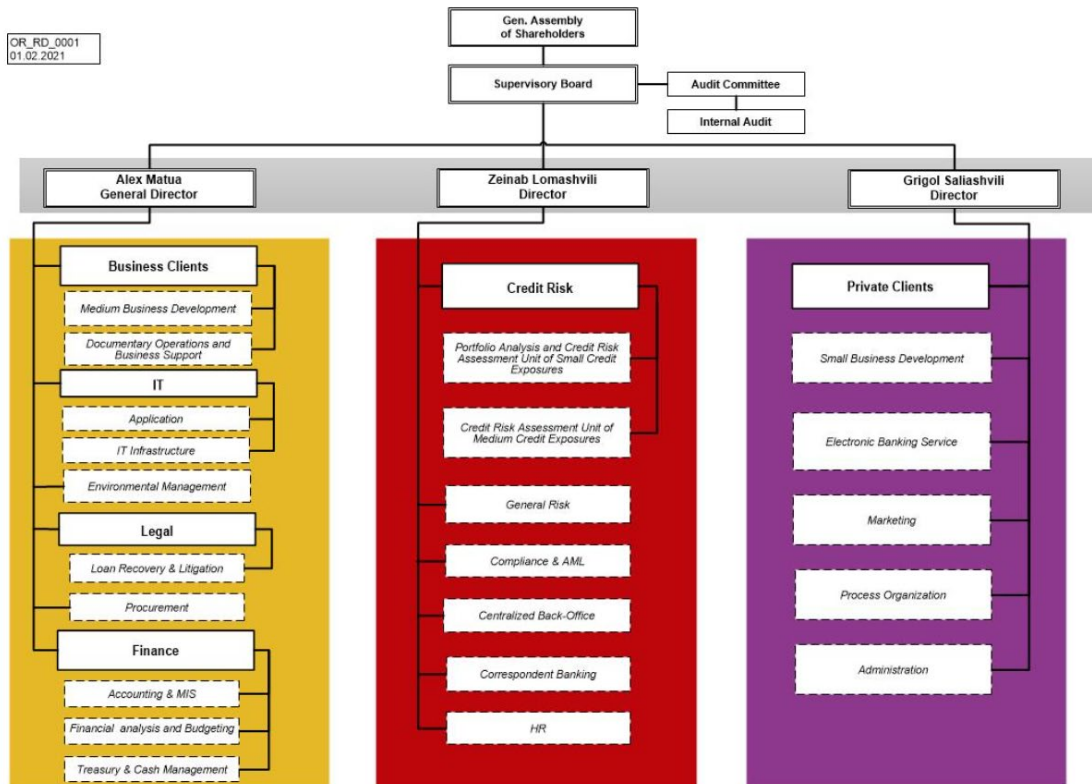 OR_RD_0001
01.02.2021
Gen. Assembly
of Shareholders
Supervisory Board
Audit Committee
Internal Audit
Alex Matua
General Director
Zeinab Lomashvili
Director
Grigol Saliashvili
Director
Business Clients
Medium Business Development
Documentary Operations and
Business Support
IT
Application
IT Infrastructure
Environmental Management
Legal
Loan Recovery & Litigation
Procurement
Finance
Accounting & MIS
Financial analysis and Budgeting
Treasury & Cash Management
Credit Risk
Portfolio Analysis and Credit Risk
Assessment Unit of Small Credit
Exposures
Credit Risk Assessment Unit of
Medium Credit Exposures
General Risk
Compliance & AML
Centralized Back-Office
Correspondent Banking
HR
Private Clients
Small Business Development
Electronic Banking Service
Marketing
Process Organization
Administration